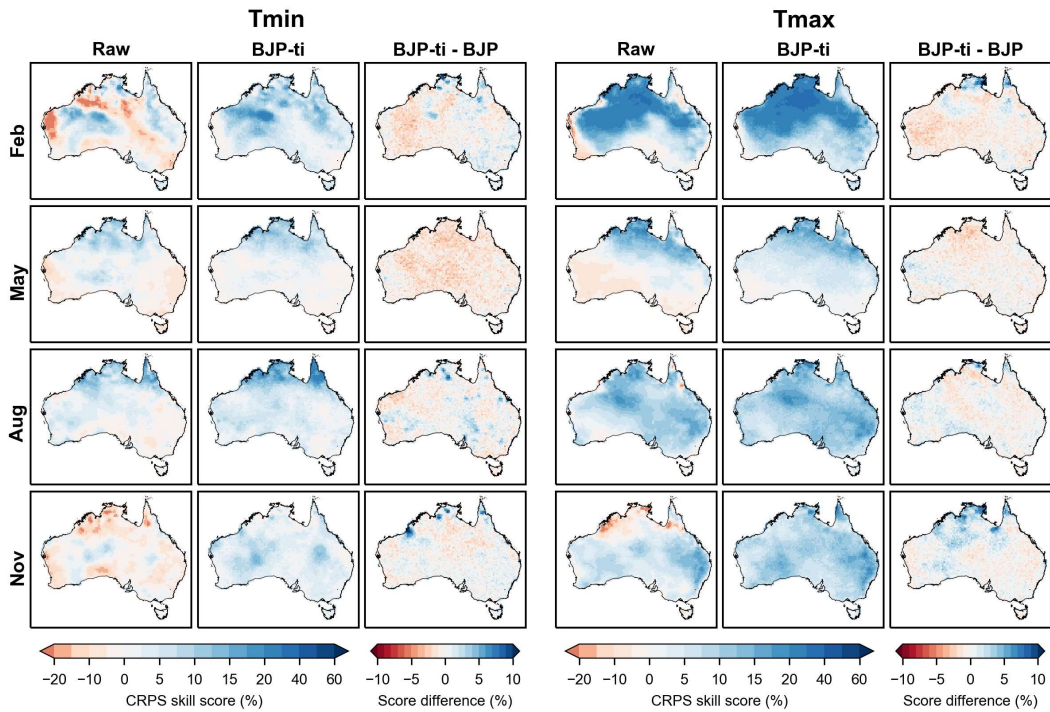 Tmin Tmax
Raw BJP-ti BJP-ti - BJP Raw BJP-ti BJP-ti - BJP
Feb
May
Aug
Nov
−20 −10 0 5 10 15 40 60 −10 −5 0 5 10 −20 −10 0 5 10 15 40 60 −10 −5 0 5 10
CRPS skill score (%) Score difference (%) CRPS skill score (%) Score difference (%)